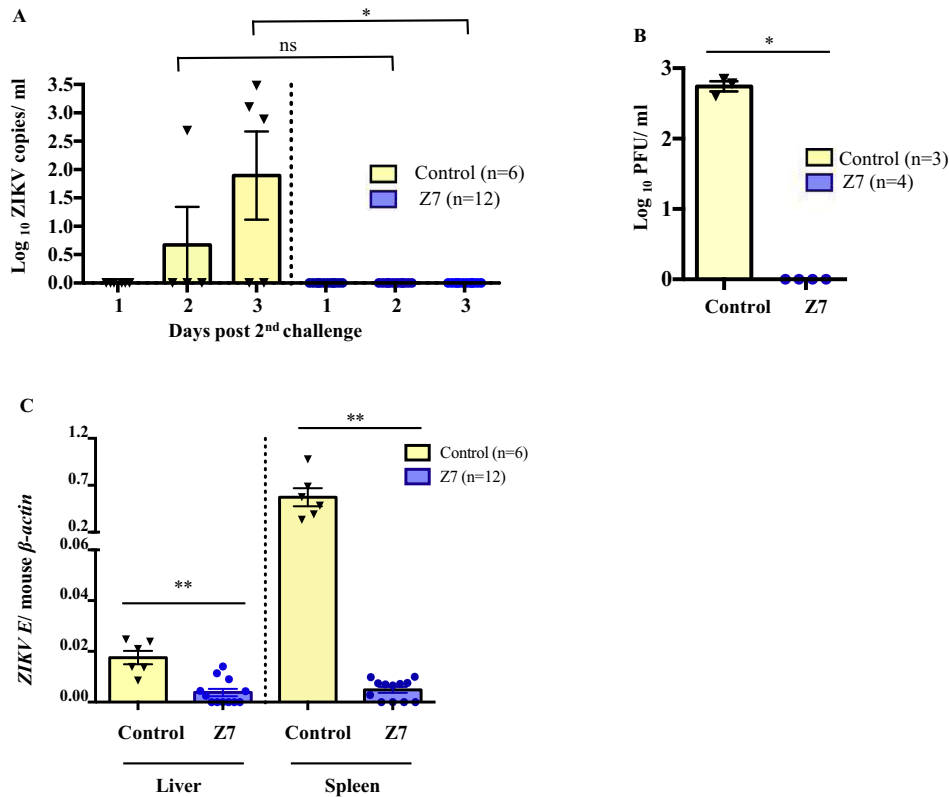 A
*
ns
3.5
3.0
2.5
2.0
1.5
1.0
0.5
0.0
Log 10 ZIKV copies/ ml
Control (n=6)
Z7 (n=12)
1 2 3 1 2 3
Days post 2nd challenge
B
*
3
2
1
0
Log 10 PFU/ ml
Control (n=3)
Z7 (n=4)
Control Z7
C
**
**
1.2
0.7
0.2
0.06
0.04
0.02
0.00
ZIKV E/ mouse β-actin
Control (n=6)
Z7 (n=12)
Control Z7 Control Z7
Liver Spleen